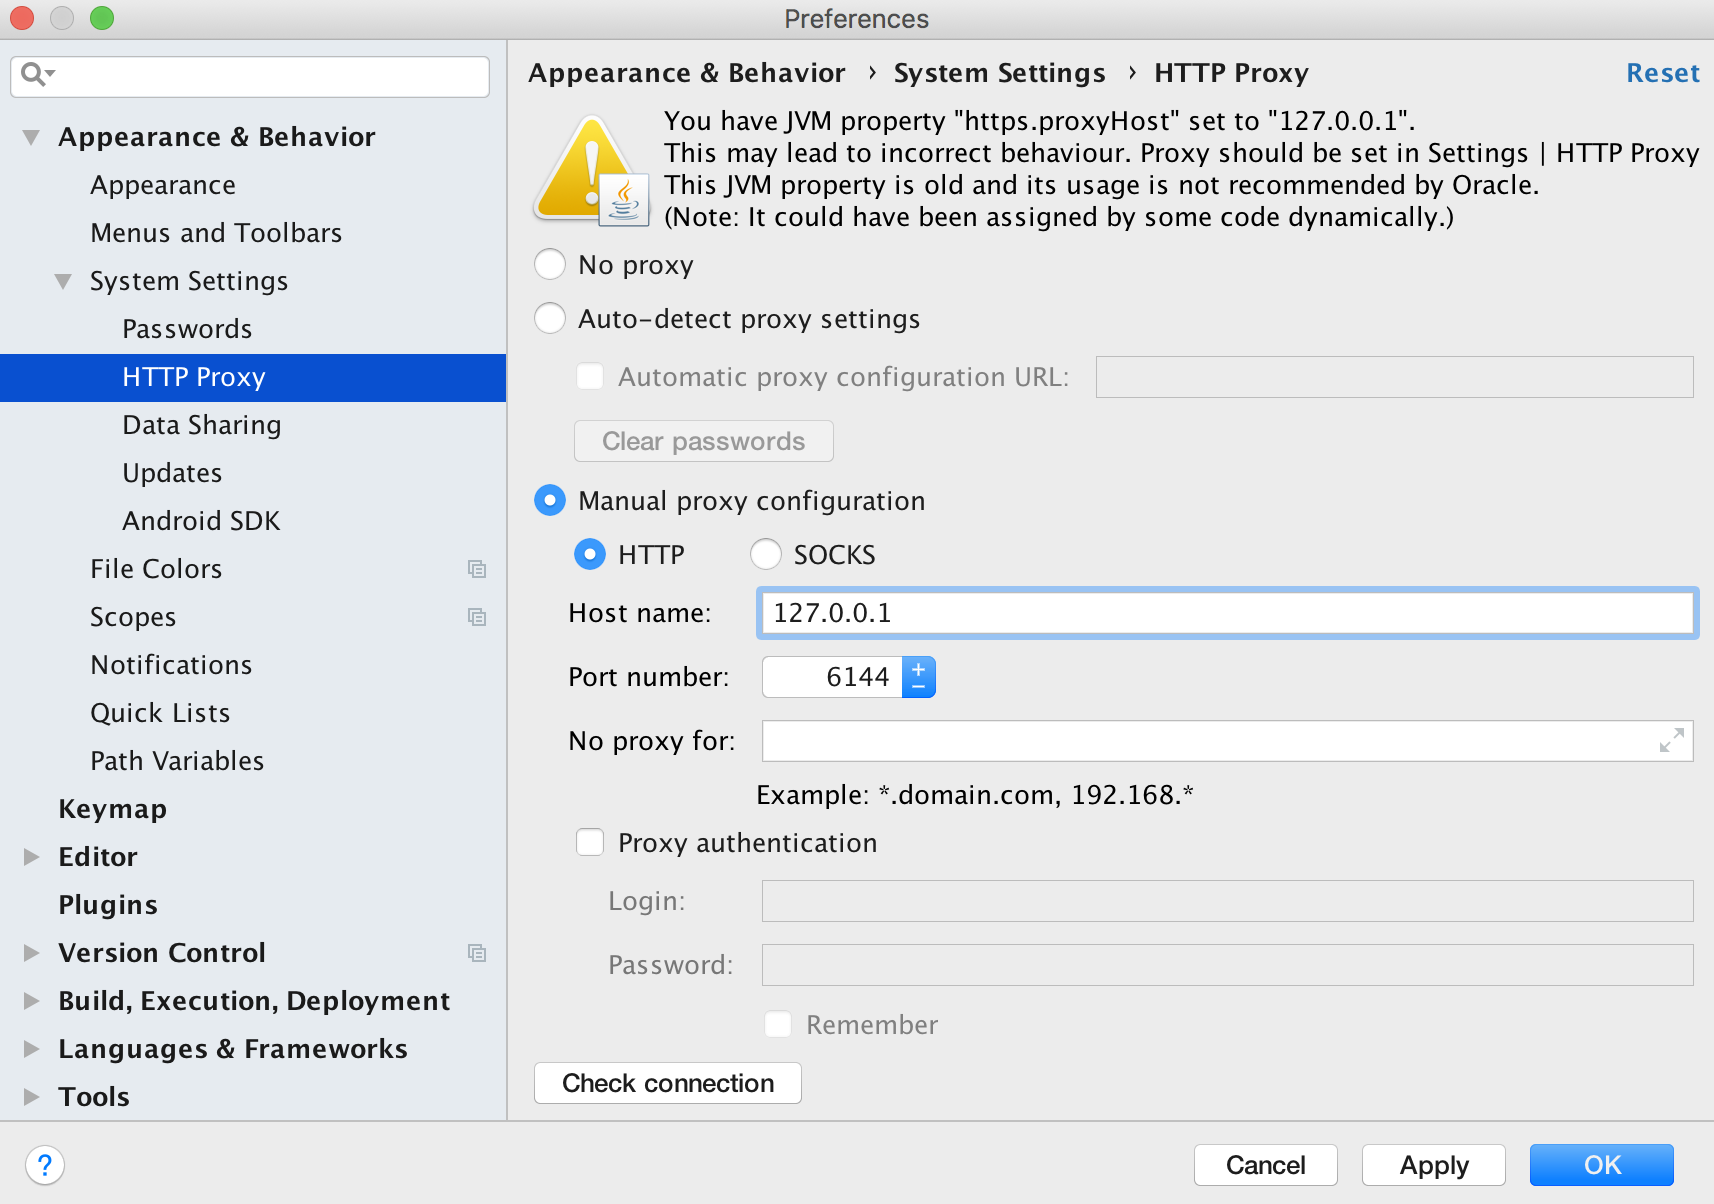 Preferences
Appearance & Behavior
Appearance
Menus and Toolbars
System Settings
Passwords
HTTP Proxy
Data Sharing
Updates
Android SDK
File Colors
Scopes
Notifications
Quick Lists
Path Variables
Keymap
Editor
Plugins
Version Control
Build, Execution, Deployment
Languages & Frameworks
Tools
Appearance & Behavior › System Settings › HTTP Proxy Reset
You have JVM property "https.proxyHost" set to "127.0.0.1".
This may lead to incorrect behaviour. Proxy should be set in Settings | HTTP Proxy
This JVM property is old and its usage is not recommended by Oracle.
(Note: It could have been assigned by some code dynamically.)
No proxy
Auto-detect proxy settings
Automatic proxy configuration URL:
Clear passwords
Manual proxy configuration
HTTP SOCKS
Host name: 127.0.0.1
Port number: 6144
No proxy for:
Example: *.domain.com, 192.168.*
Proxy authentication
Login:
Password:
Remember
Check connection
? Cancel Apply OK